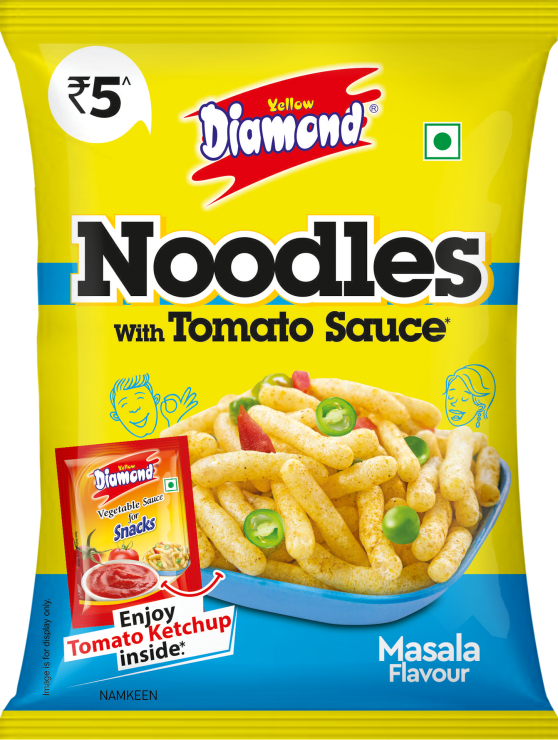 ₹5^
Yellow
Diamond®
Noodles
With Tomato Sauce*
Yellow
Diamond
Vegetable Sauce
for
Snacks
Enjoy
Tomato Ketchup
inside*
Image is for display only.
NAMKEEN
Masala
Flavour